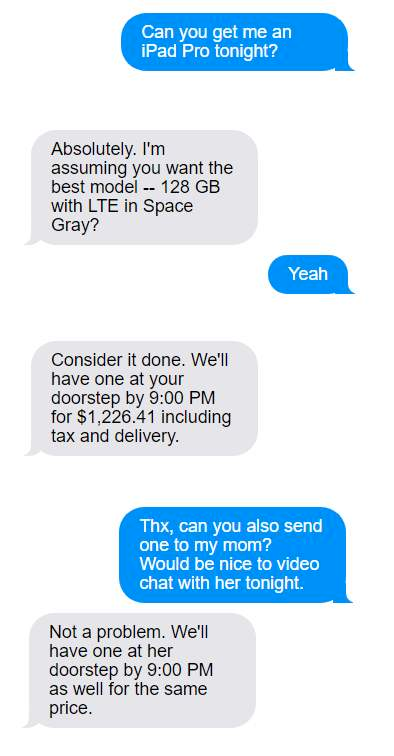 Can you get me an
iPad Pro tonight?
Absolutely. I'm
assuming you want the
best model -- 128 GB
with LTE in Space
Gray?
Yeah
Consider it done. We'll
have one at your
doorstep by 9:00 PM
for $1,226.41 including
tax and delivery.
Thx, can you also send
one to my mom?
Would be nice to video
chat with her tonight.
Not a problem. We'll
have one at her
doorstep by 9:00 PM
as well for the same
price.